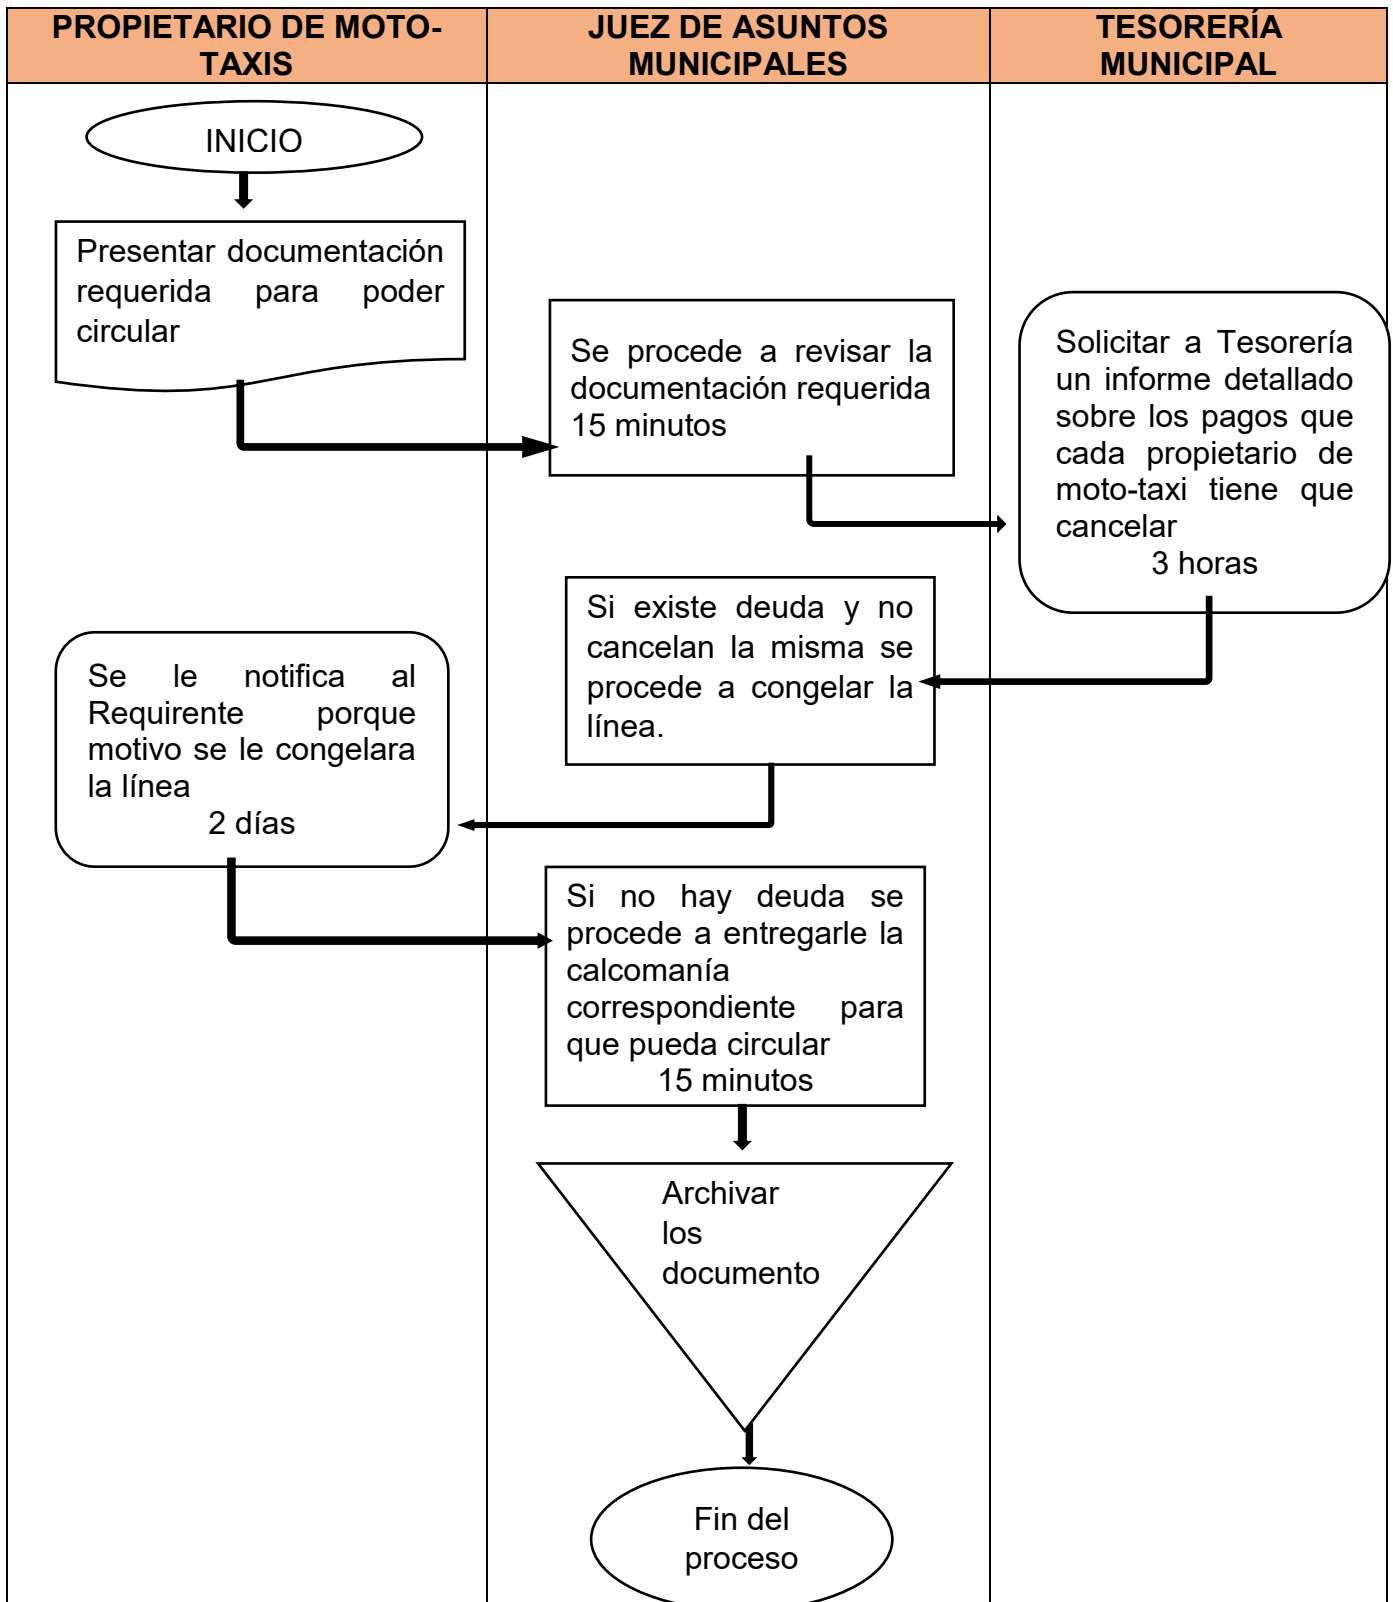 PROPIETARIO DE MOTO-
TAXIS
JUEZ DE ASUNTOS
MUNICIPALES
TESORERÍA
MUNICIPAL
INICIO
Presentar documentación
requerida para poder
circular
Se procede a revisar la
documentación requerida
15 minutos
Solicitar a Tesorería
un informe detallado
sobre los pagos que
cada propietario de
moto-taxi tiene que
cancelar
3 horas
Si existe deuda y no
cancelan la misma se
procede a congelar la
línea.
Se le notifica al
Requirente porque
motivo se le congelara
la línea
2 días
Si no hay deuda se
procede a entregarle la
calcomanía
correspondiente para
que pueda circular
15 minutos
Archivar
los
documento
Fin del
proceso